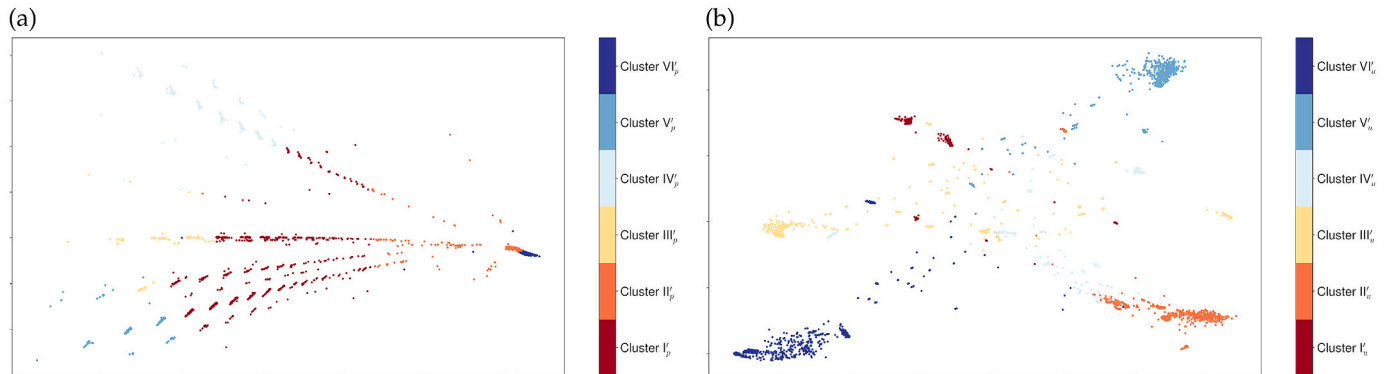 (a)
Cluster VI′ₚ
Cluster V′ₚ
Cluster IV′ₚ
Cluster III′ₚ
Cluster II′ₚ
Cluster I′ₚ
(b)
Cluster VI′ᵤ
Cluster V′ᵤ
Cluster IV′ᵤ
Cluster III′ᵤ
Cluster II′ᵤ
Cluster I′ᵤ